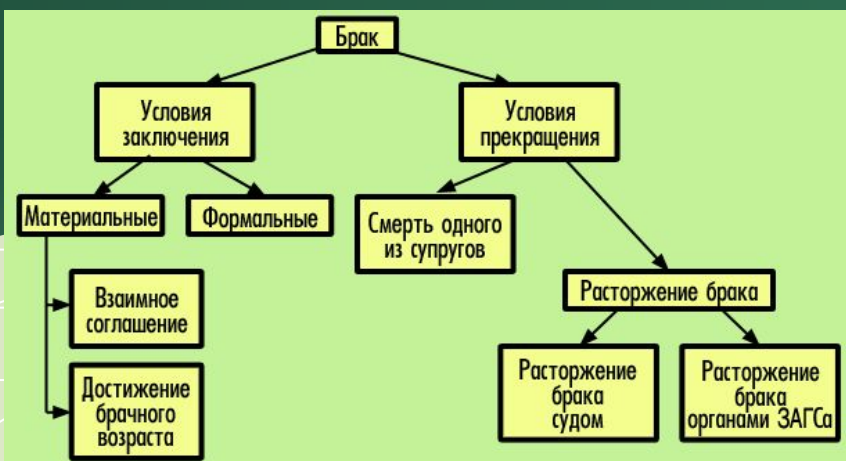 Брак
Условия
заключения
Условия
прекращения
Материальные
Формальные
Смерть одного
из супругов
Взаимное
соглашение
Расторжение брака
Достижение
брачного
возраста
Расторжение
брака
судом
Расторжение
брака
органами ЗАГСа